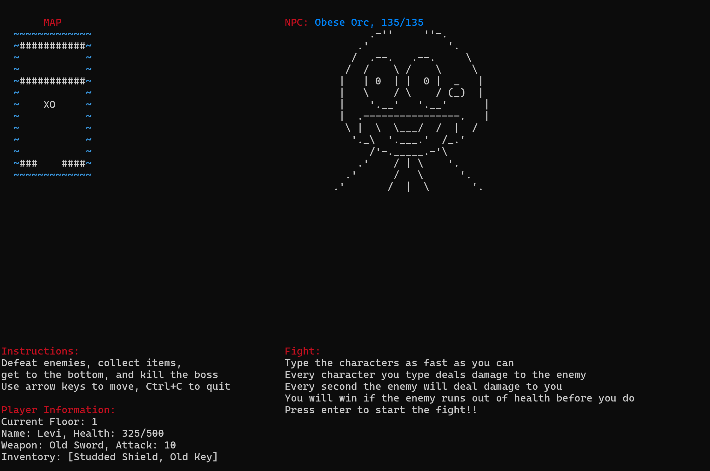 MAP
NPC: Obese Orc, 135/135
~~~~~~~~~~~~~
~###########~
~           ~
~           ~
~###########~
~           ~
~    XO     ~
~           ~
~           ~
~           ~
~           ~
~###    ####~
~~~~~~~~~~~~~
Instructions:
Defeat enemies, collect items,
get to the bottom, and kill the boss
Use arrow keys to move, Ctrl+C to quit
Player Information:
Current Floor: 1
Name: Levi, Health: 325/500
Weapon: Old Sword, Attack: 10
Inventory: [Studded Shield, Old Key]
Fight:
Type the characters as fast as you can
Every character you type deals damage to the enemy
Every second the enemy will deal damage to you
You will win if the enemy runs out of health before you do
Press enter to start the fight!!